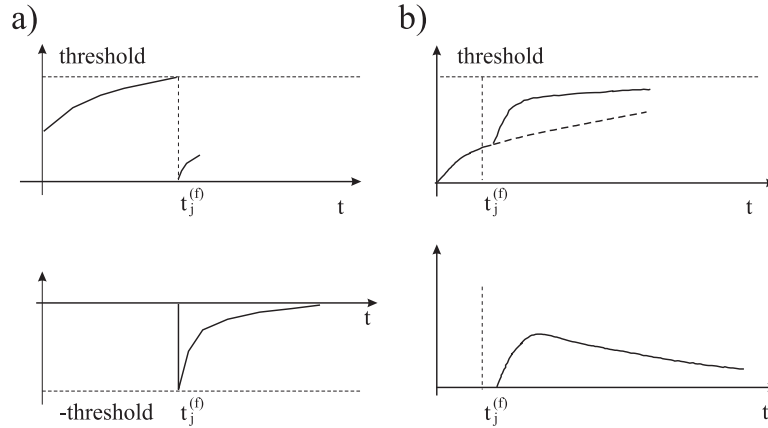 a)
threshold
t_j^(f)
t
t
-threshold
t_j^(f)
b)
threshold
t_j^(f)
t
t_j^(f)
t